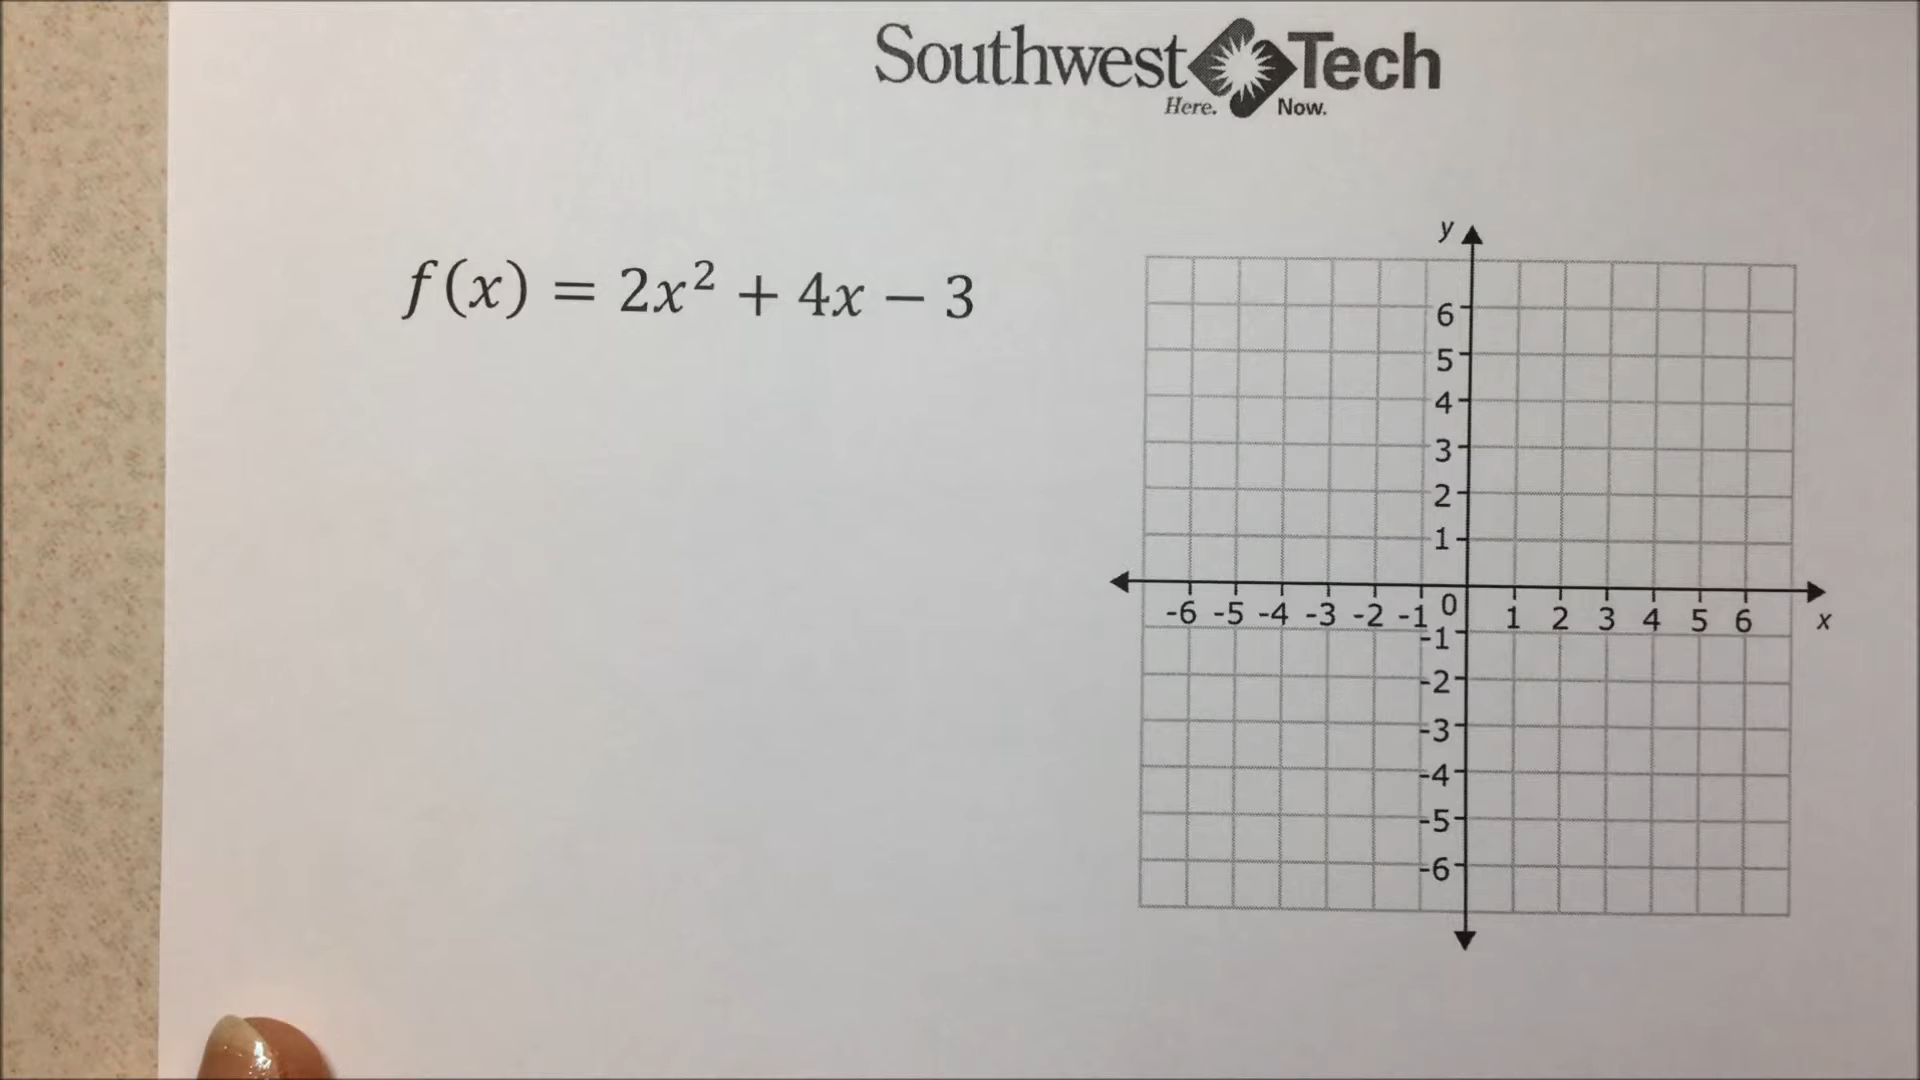 Southwest Tech
Here. Now.
f(x) = 2x² + 4x − 3
y
6
5
4
3
2
1
-6 -5 -4 -3 -2 -1 0 1 2 3 4 5 6 x
-1
-2
-3
-4
-5
-6